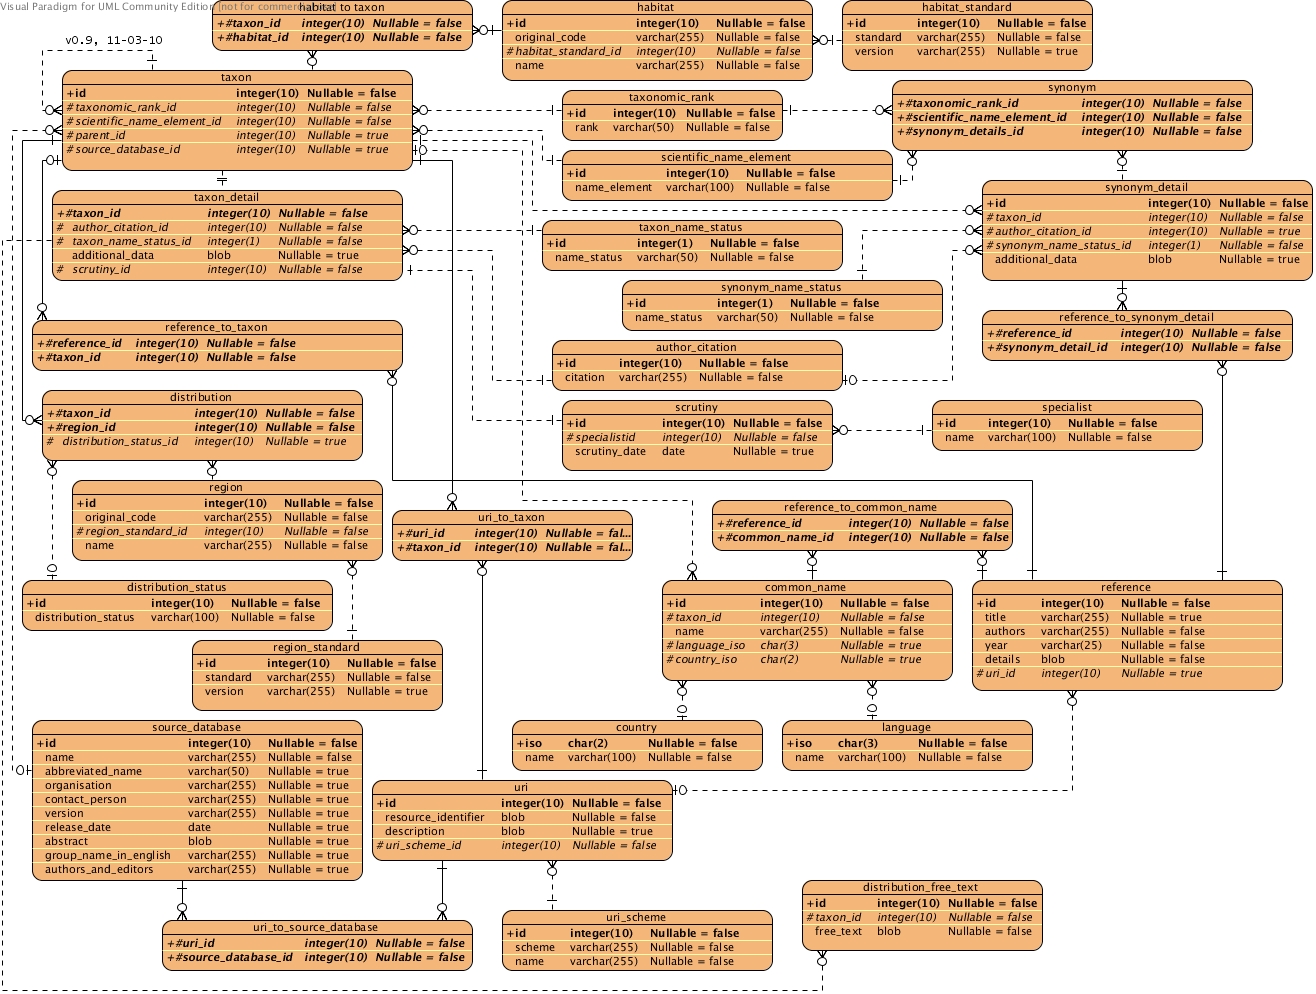 Visual Paradigm for UML Community Edition [not for commercial use]
habitat to taxon
+#taxon_id integer(10) Nullable = false
+#habitat_id integer(10) Nullable = false
habitat
+id integer(10) Nullable = false
original_code varchar(255) Nullable = false
#habitat_standard_id integer(10) Nullable = false
name varchar(255) Nullable = false
habitat_standard
+id integer(10) Nullable = false
standard varchar(255) Nullable = false
version varchar(255) Nullable = true
v0.9, 11-03-10
taxon
+id integer(10) Nullable = false
#taxonomic_rank_id integer(10) Nullable = false
#scientific_name_element_id integer(10) Nullable = false
#parent_id integer(10) Nullable = true
#source_database_id integer(10) Nullable = true
taxonomic_rank
+id integer(10) Nullable = false
rank varchar(50) Nullable = false
synonym
+#taxonomic_rank_id integer(10) Nullable = false
+#scientific_name_element_id integer(10) Nullable = false
+#synonym_details_id integer(10) Nullable = false
scientific_name_element
+id integer(10) Nullable = false
name_element varchar(100) Nullable = false
taxon_detail
+#taxon_id integer(10) Nullable = false
# author_citation_id integer(10) Nullable = false
# taxon_name_status_id integer(1) Nullable = false
additional_data blob Nullable = true
# scrutiny_id integer(10) Nullable = false
synonym_detail
+id integer(10) Nullable = false
#taxon_id integer(10) Nullable = false
#author_citation_id integer(10) Nullable = true
#synonym_name_status_id integer(1) Nullable = false
additional_data blob Nullable = true
taxon_name_status
+id integer(1) Nullable = false
name_status varchar(50) Nullable = false
synonym_name_status
+id integer(1) Nullable = false
name_status varchar(50) Nullable = false
reference_to_taxon
+#reference_id integer(10) Nullable = false
+#taxon_id integer(10) Nullable = false
reference_to_synonym_detail
+#reference_id integer(10) Nullable = false
+#synonym_detail_id integer(10) Nullable = false
author_citation
+id integer(10) Nullable = false
citation varchar(255) Nullable = false
distribution
+#taxon_id integer(10) Nullable = false
+#region_id integer(10) Nullable = false
# distribution_status_id integer(10) Nullable = true
scrutiny
+id integer(10) Nullable = false
#specialistid integer(10) Nullable = false
scrutiny_date date Nullable = true
specialist
+id integer(10) Nullable = false
name varchar(100) Nullable = false
region
+id integer(10) Nullable = false
original_code varchar(255) Nullable = false
#region_standard_id integer(10) Nullable = false
name varchar(255) Nullable = false
uri_to_taxon
+#uri_id integer(10) Nullable = fal...
+#taxon_id integer(10) Nullable = fal...
reference_to_common_name
+#reference_id integer(10) Nullable = false
+#common_name_id integer(10) Nullable = false
distribution_status
+id integer(10) Nullable = false
distribution_status varchar(100) Nullable = false
common_name
+id integer(10) Nullable = false
#taxon_id integer(10) Nullable = false
name varchar(255) Nullable = false
#language_iso char(3) Nullable = true
#country_iso char(2) Nullable = true
reference
+id integer(10) Nullable = false
title varchar(255) Nullable = true
authors varchar(255) Nullable = false
year varchar(25) Nullable = false
details blob Nullable = false
#uri_id integer(10) Nullable = true
region_standard
+id integer(10) Nullable = false
standard varchar(255) Nullable = false
version varchar(255) Nullable = true
source_database
+id integer(10) Nullable = false
name varchar(255) Nullable = false
abbreviated_name varchar(50) Nullable = true
organisation varchar(255) Nullable = true
contact_person varchar(255) Nullable = true
version varchar(255) Nullable = true
release_date date Nullable = true
abstract blob Nullable = true
group_name_in_english varchar(255) Nullable = true
authors_and_editors varchar(255) Nullable = true
country
+iso char(2) Nullable = false
name varchar(100) Nullable = false
language
+iso char(3) Nullable = false
name varchar(100) Nullable = false
uri
+id integer(10) Nullable = false
resource_identifier blob Nullable = false
description blob Nullable = true
#uri_scheme_id integer(10) Nullable = false
distribution_free_text
+id integer(10) Nullable = false
#taxon_id integer(10) Nullable = false
free_text blob Nullable = false
uri_to_source_database
+#uri_id integer(10) Nullable = false
+#source_database_id integer(10) Nullable = false
uri_scheme
+id integer(10) Nullable = false
scheme varchar(255) Nullable = false
name varchar(255) Nullable = false